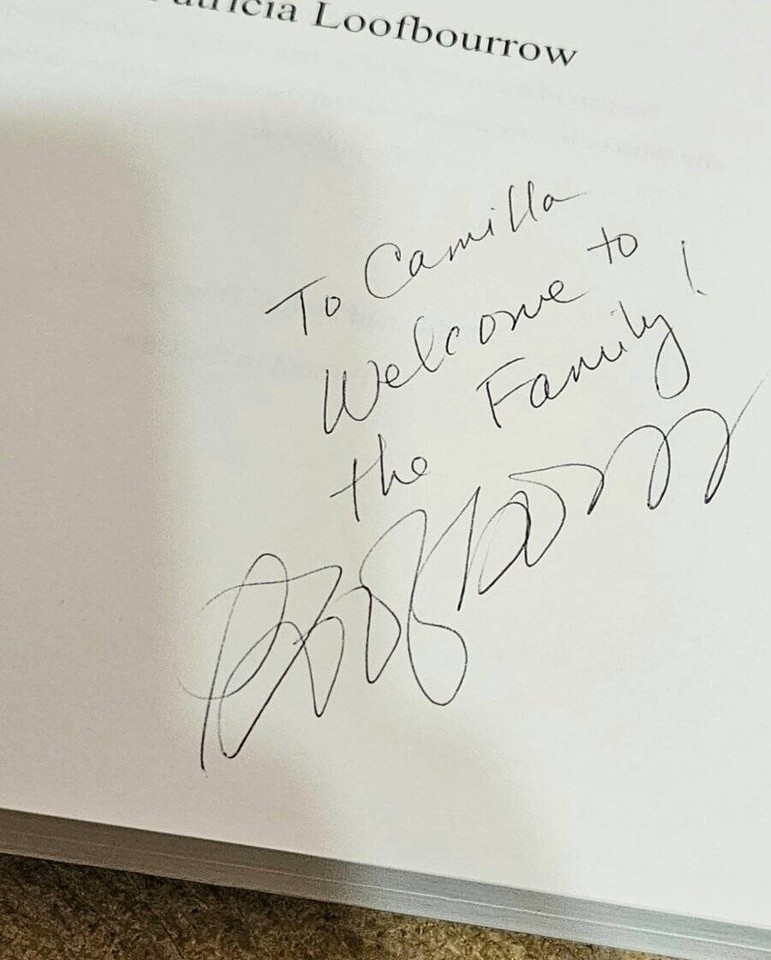 Patricia Loofbourrow
To Camilla
Welcome to
the Family!